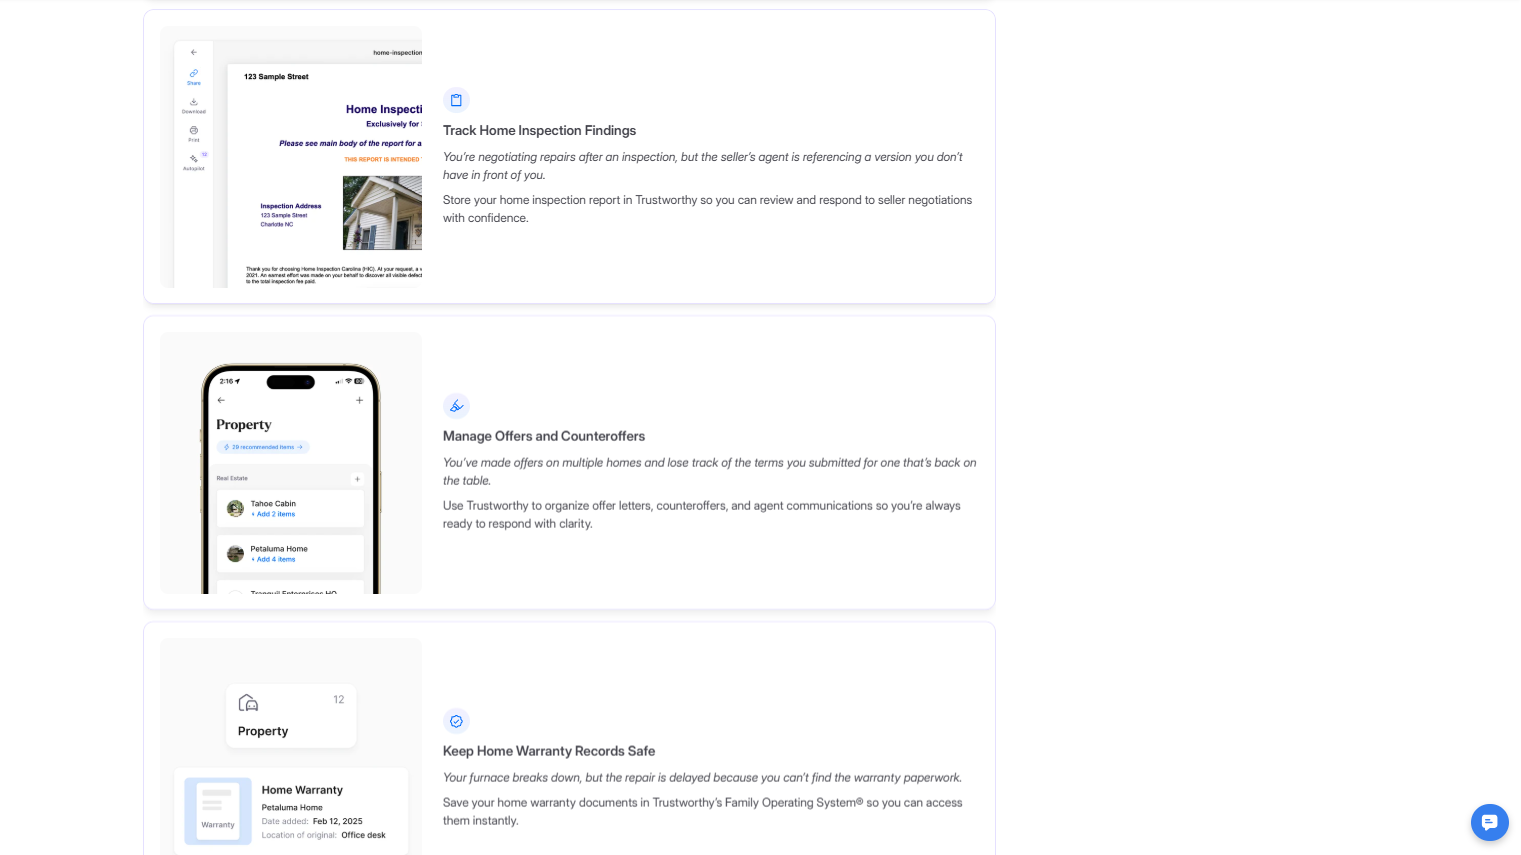 home-inspection
123 Sample Street
Share
Download
Print
12
Autopilot
Home Inspecti
Exclusively for
Please see main body of the report for a
THIS REPORT IS INTENDED
Inspection Address
123 Sample Street
Charlotte NC
Thank you for choosing Home Inspection Carolina (HIC). At your request, a v
2021. An earnest effort was made on your behalf to discover all visible defect
to the total inspection fee paid.
Track Home Inspection Findings
You’re negotiating repairs after an inspection, but the seller’s agent is referencing a version you don’t
have in front of you.
Store your home inspection report in Trustworthy so you can review and respond to seller negotiations
with confidence.
2:16
Property
29 recommended items →
Real Estate
Tahoe Cabin
+ Add 2 items
Petaluma Home
+ Add 4 items
Tranquil Enterprises HQ
Manage Offers and Counteroffers
You’ve made offers on multiple homes and lose track of the terms you submitted for one that’s back on
the table.
Use Trustworthy to organize offer letters, counteroffers, and agent communications so you’re always
ready to respond with clarity.
12
Property
Warranty
Home Warranty
Petaluma Home
Date added: Feb 12, 2025
Location of original: Office desk
Keep Home Warranty Records Safe
Your furnace breaks down, but the repair is delayed because you can’t find the warranty paperwork.
Save your home warranty documents in Trustworthy’s Family Operating System® so you can access
them instantly.